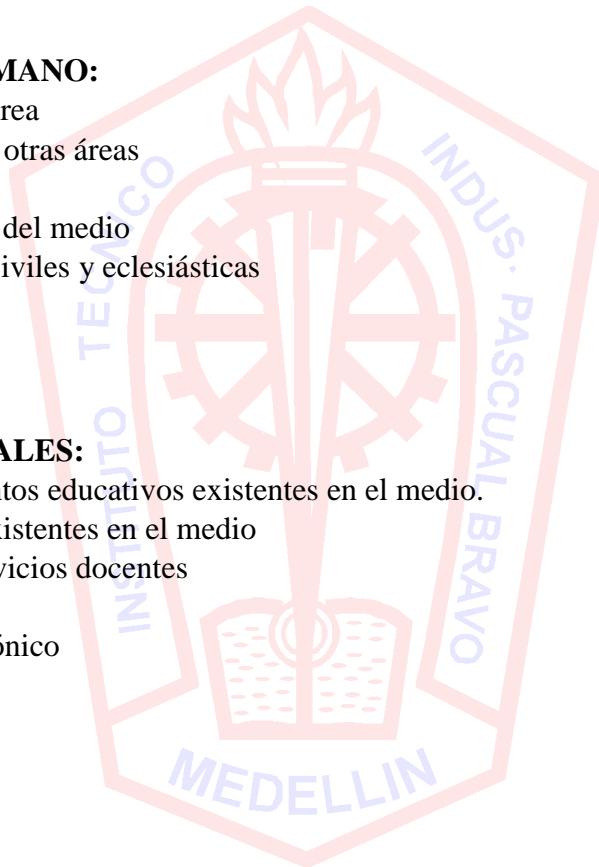 MANO:
rea
otras áreas
del medio
iviles y eclesiásticas
ALES:
ntos educativos existentes en el medio.
xistentes en el medio
vicios docentes
ónico
INSTITUTO TECNICO INDUS. PASCUAL BRAVO
MEDELLIN